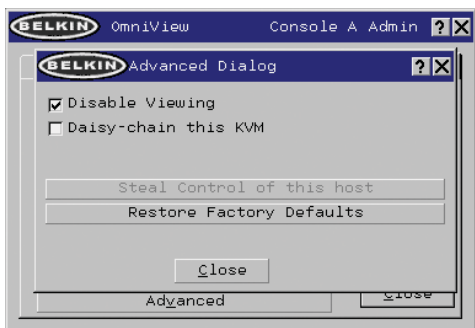 BELKIN OmniView Console A Admin ? X
BELKIN Advanced Dialog ? X
Disable Viewing
Daisy-chain this KVM
Steal Control of this host
Restore Factory Defaults
Close
Advanced Close